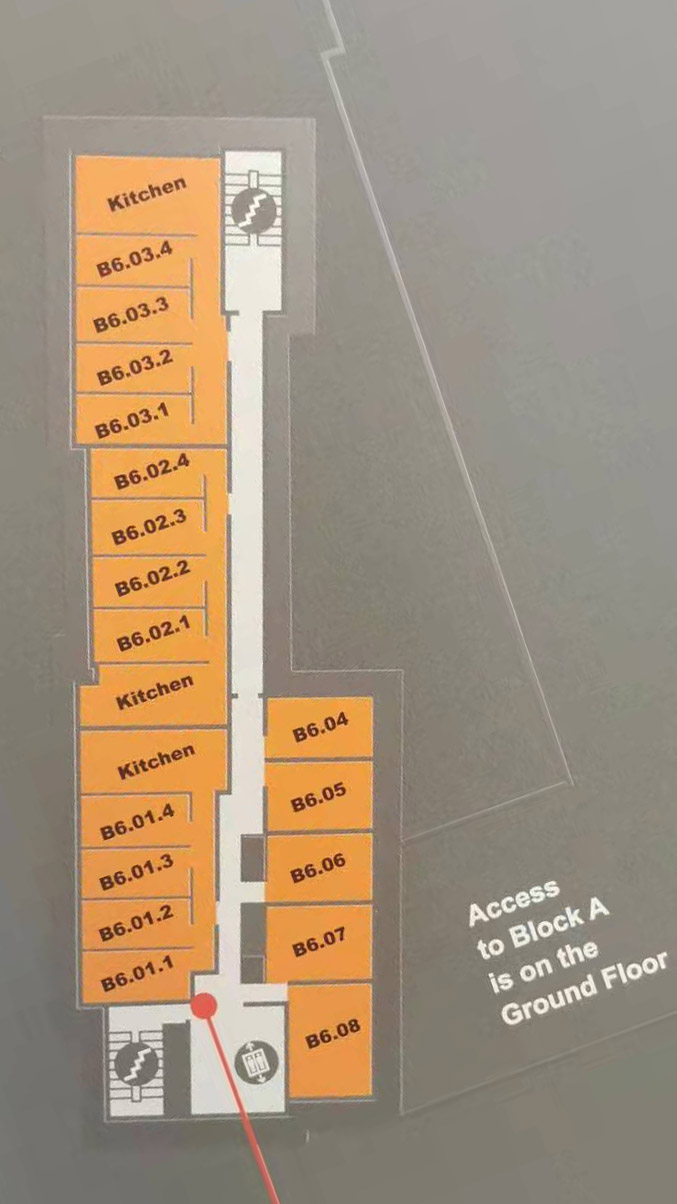 Kitchen
B6.03.4
B6.03.3
B6.03.2
B6.03.1
B6.02.4
B6.02.3
B6.02.2
B6.02.1
Kitchen
Kitchen
B6.01.4
B6.01.3
B6.01.2
B6.01.1
B6.04
B6.05
B6.06
B6.07
B6.08
Access
to Block A
is on the
Ground Floor